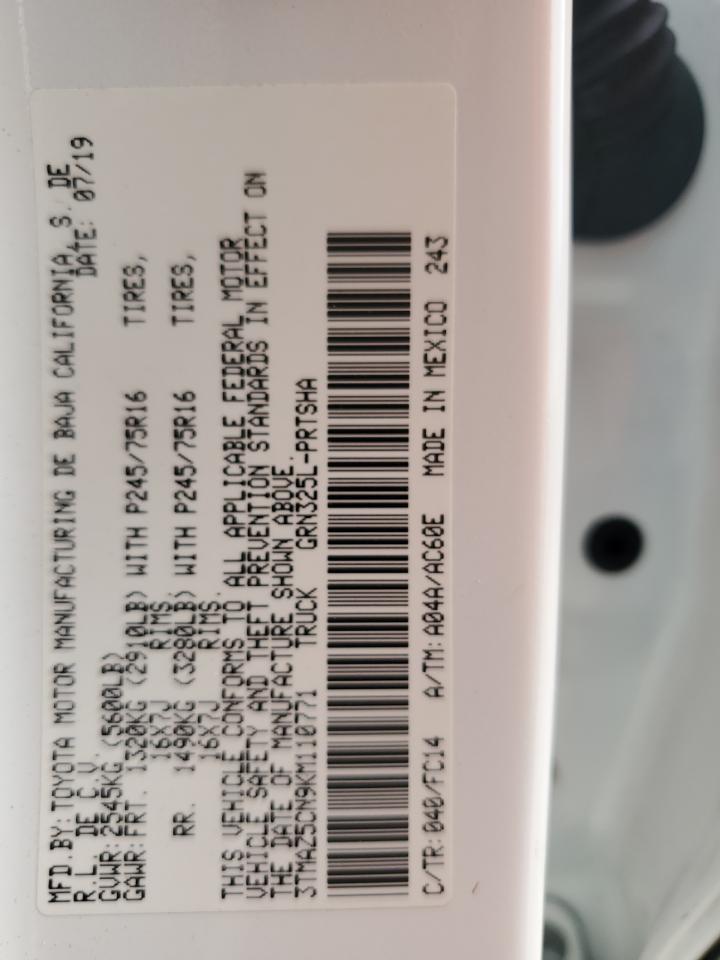 MFD.BY: TOYOTA MOTOR MANUFACTURING DE BAJA CALIFORNIA, S. DE
R.L. DE C.V. DATE: 07/19
GVWR: 2545KG (5600LB)
GAWR: FRT. 1320KG (2910LB) WITH P245/75R16 TIRES,
16X7J RIMS.
RR. 1490KG (3280LB) WITH P245/75R16 TIRES,
16X7J RIMS.
THIS VEHICLE CONFORMS TO ALL APPLICABLE FEDERAL MOTOR
VEHICLE SAFETY AND THEFT PREVENTION STANDARDS IN EFFECT ON
THE DATE OF MANUFACTURE SHOWN ABOVE.
3TMAZ5CN9KM110771 TRUCK GRN325L-PRTSHA
C/TR: 040/FC14 A/TM: A04A/AC60E MADE IN MEXICO 243